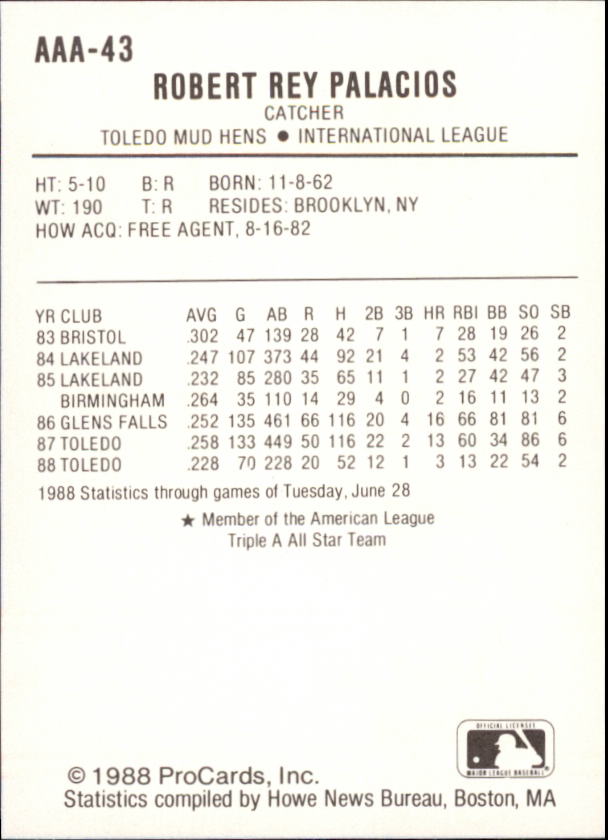 AAA-43
ROBERT REY PALACIOS
CATCHER
TOLEDO MUD HENS ● INTERNATIONAL LEAGUE
HT: 5-10 B: R BORN: 11-8-62
WT: 190 T: R RESIDES: BROOKLYN, NY
HOW ACQ: FREE AGENT, 8-16-82
YR CLUB AVG G AB R H 2B 3B HR RBI BB SO SB
83 BRISTOL .302 47 139 28 42 7 1 7 28 19 26 2
84 LAKELAND .247 107 373 44 92 21 4 2 53 42 56 2
85 LAKELAND .232 85 280 35 65 11 1 2 27 42 47 3
BIRMINGHAM .264 35 110 14 29 4 0 2 16 11 13 2
86 GLENS FALLS .252 135 461 66 116 20 4 16 66 81 81 6
87 TOLEDO .258 133 449 50 116 22 2 13 60 34 86 6
88 TOLEDO .228 70 228 20 52 12 1 3 13 22 54 2
1988 Statistics through games of Tuesday, June 28
★ Member of the American League
Triple A All Star Team
OFFICIAL LICENSEE
MAJOR LEAGUE BASEBALL
© 1988 ProCards, Inc.
Statistics compiled by Howe News Bureau, Boston, MA